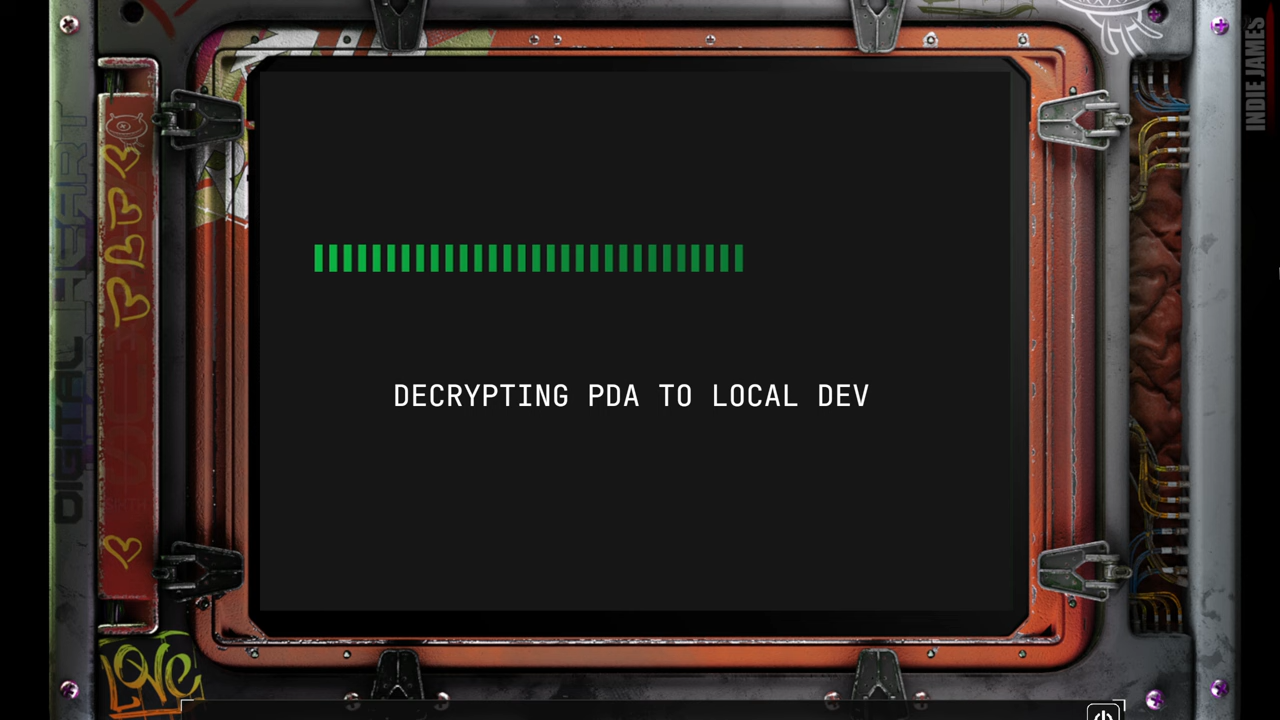 INDIE JAMES
DIGITAL HEART
DECRYPTING PDA TO LOCAL DEV
LOVE